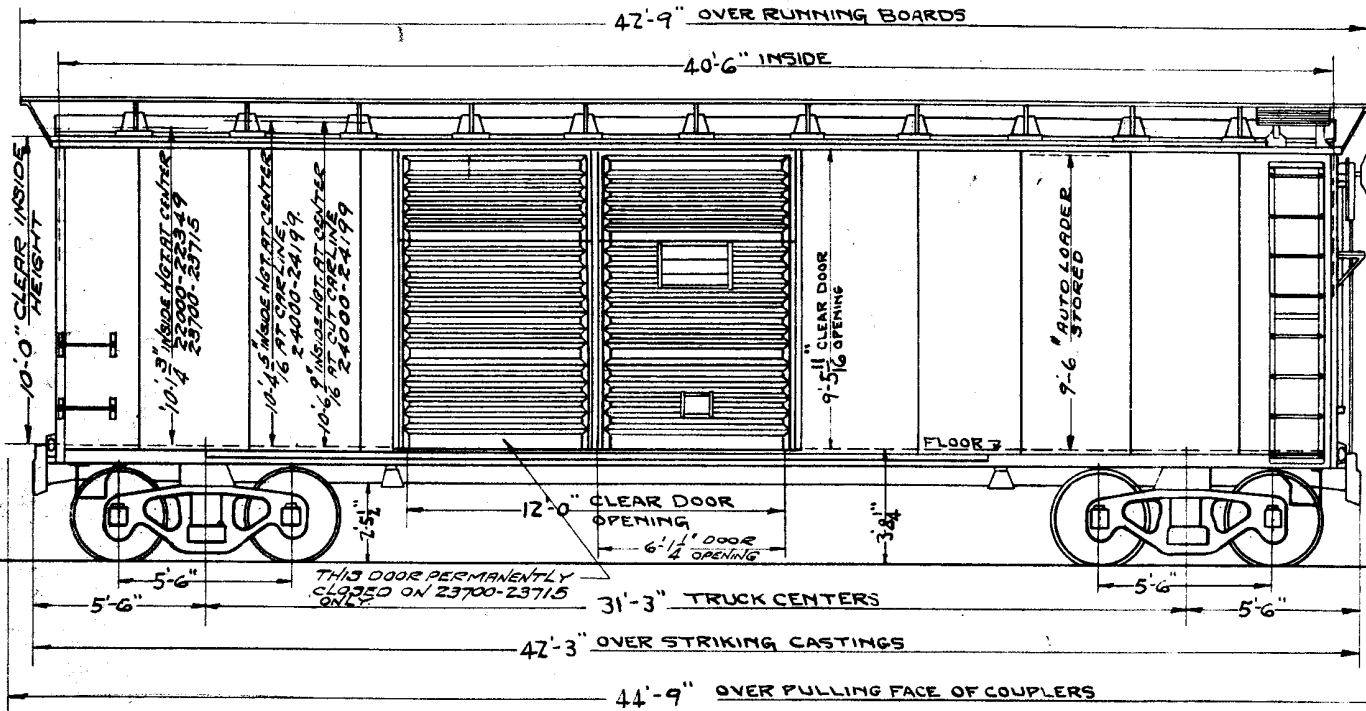 42'-9" OVER RUNNING BOARDS
40'-6" INSIDE
10'-0" CLEAR INSIDE
HEIGHT
10'-1 3/4" INSIDE HGT. AT CENTER
22000-22349
23700-23715
10'-4 5/16" INSIDE HGT. AT CENTER
AT CARLINE
24000-24199
10'-6 9/16" INSIDE HGT. AT CENTER
AT CUT CARLINE
24000-24199
9'-5 11/16" CLEAR DOOR
OPENING
9'-6" AUTO LOADER
STORED
FLOOR
2'-5 1/2"
12'-0" CLEAR DOOR
OPENING
6'-1 1/4" DOOR
OPENING
3'-8 1/4"
5'-6"
THIS DOOR PERMANENTLY
CLOSED ON 23700-23715
ONLY.
5'-6"
5'-6"
31'-3" TRUCK CENTERS
5'-6"
42'-3" OVER STRIKING CASTINGS
44'-9" OVER PULLING FACE OF COUPLERS